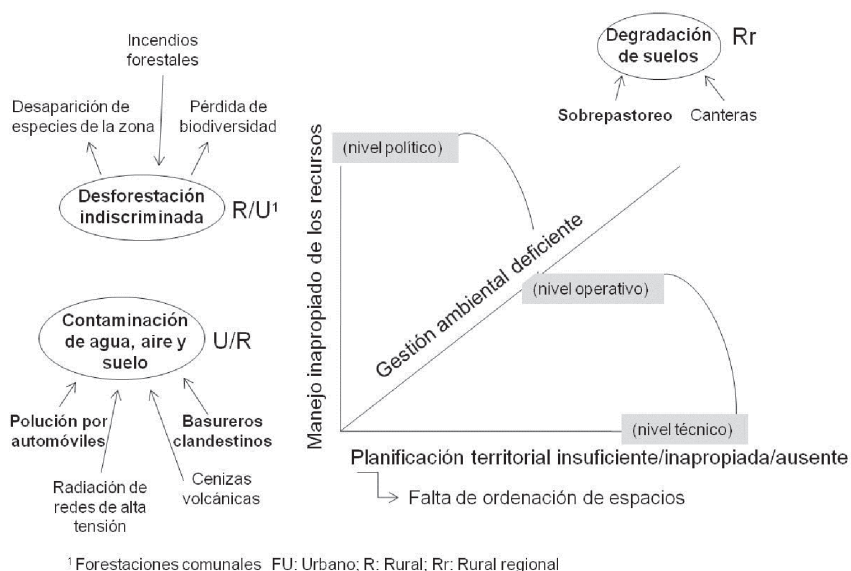 Incendios
forestales
Desaparición de
especies de la zona
Pérdida de
biodiversidad
Desforestación
indiscriminada
R/U¹
Contaminación
de agua, aire y
suelo
U/R
Polución por
automóviles
Basureros
clandestinos
Radiación de
redes de alta
tensión
Cenizas
volcánicas
Degradación
de suelos
Rr
Sobrepastoreo
Canteras
Manejo inapropiado de los recursos
(nivel político)
Gestión ambiental deficiente
(nivel operativo)
(nivel técnico)
Planificación territorial insuficiente/inapropiada/ausente
Falta de ordenación de espacios
¹ Forestaciones comunales FU: Urbano; R: Rural; Rr: Rural regional